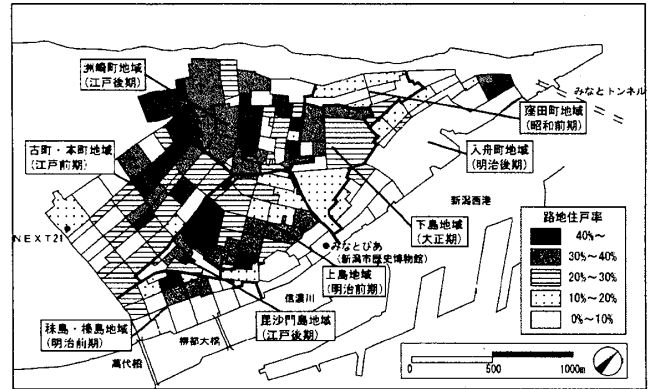 洲崎町地域
(江戸後期)
みなとトンネル
窪田町地域
(昭和前期)
古町・本町地域
(江戸前期)
入舟町地域
(明治後期)
新潟西港
路地住戸率
40%～
30%～40%
20%～30%
10%～20%
0%～10%
下島地域
(大正期)
NEXT21
みなとぴあ
(新潟市歴史博物館)
上島地域
(明治前期)
信濃川
毘沙門島地域
(江戸後期)
秣島・榛島地域
(明治前期)
柳都大橋
萬代橋
0 500 1000m